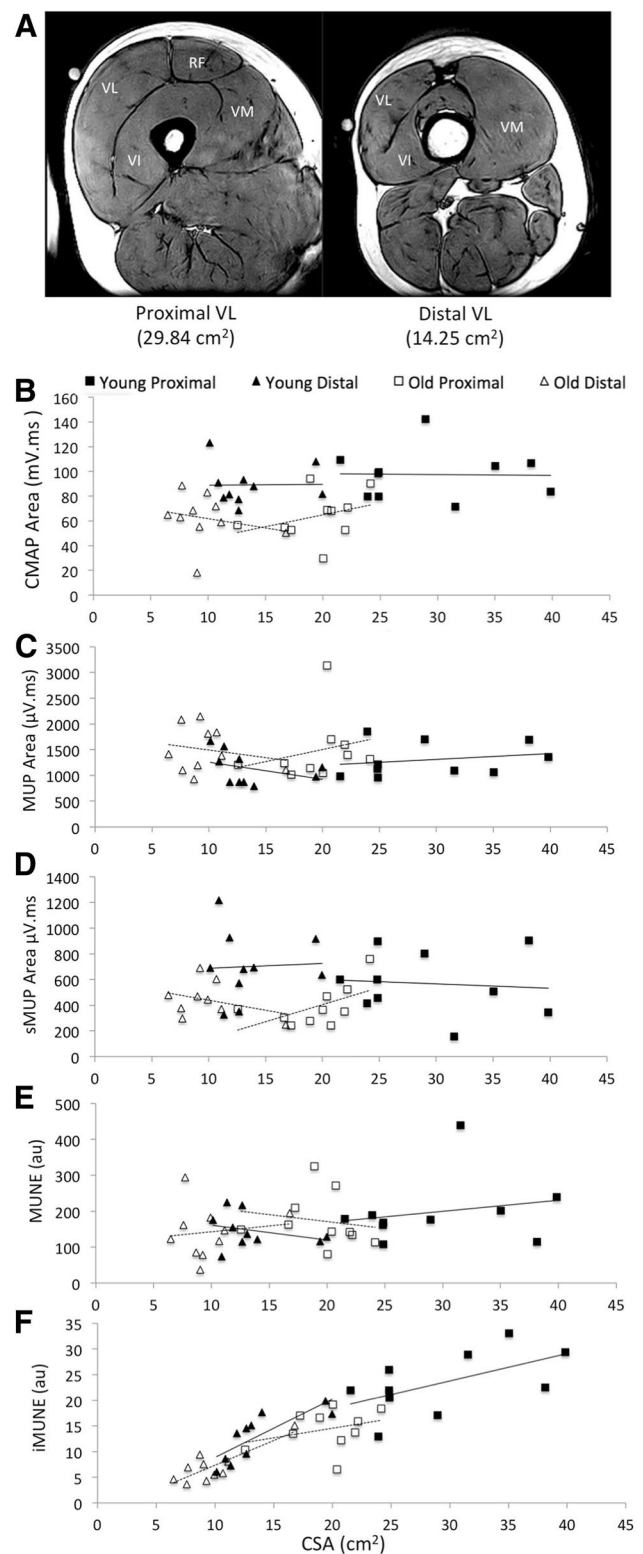 A
VL
RF
VM
VI
VL
VM
VI
Proximal VL
(29.84 cm²)
Distal VL
(14.25 cm²)
B
Young Proximal
Young Distal
Old Proximal
Old Distal
CMAP Area (mV.ms )
160
140
120
100
80
60
40
20
0
0 5 10 15 20 25 30 35 40 45
C
MUP Area (µV.ms)
3500
3000
2500
2000
1500
1000
500
0
0 5 10 15 20 25 30 35 40 45
D
sMUP Area µV.ms
1400
1200
1000
800
600
400
200
0
0 5 10 15 20 25 30 35 40 45
E
MUNE (au)
500
400
300
200
100
0
0 5 10 15 20 25 30 35 40 45
F
iMUNE (au)
35
30
25
20
15
10
5
0
0 5 10 15 20 25 30 35 40 45
CSA (cm²)